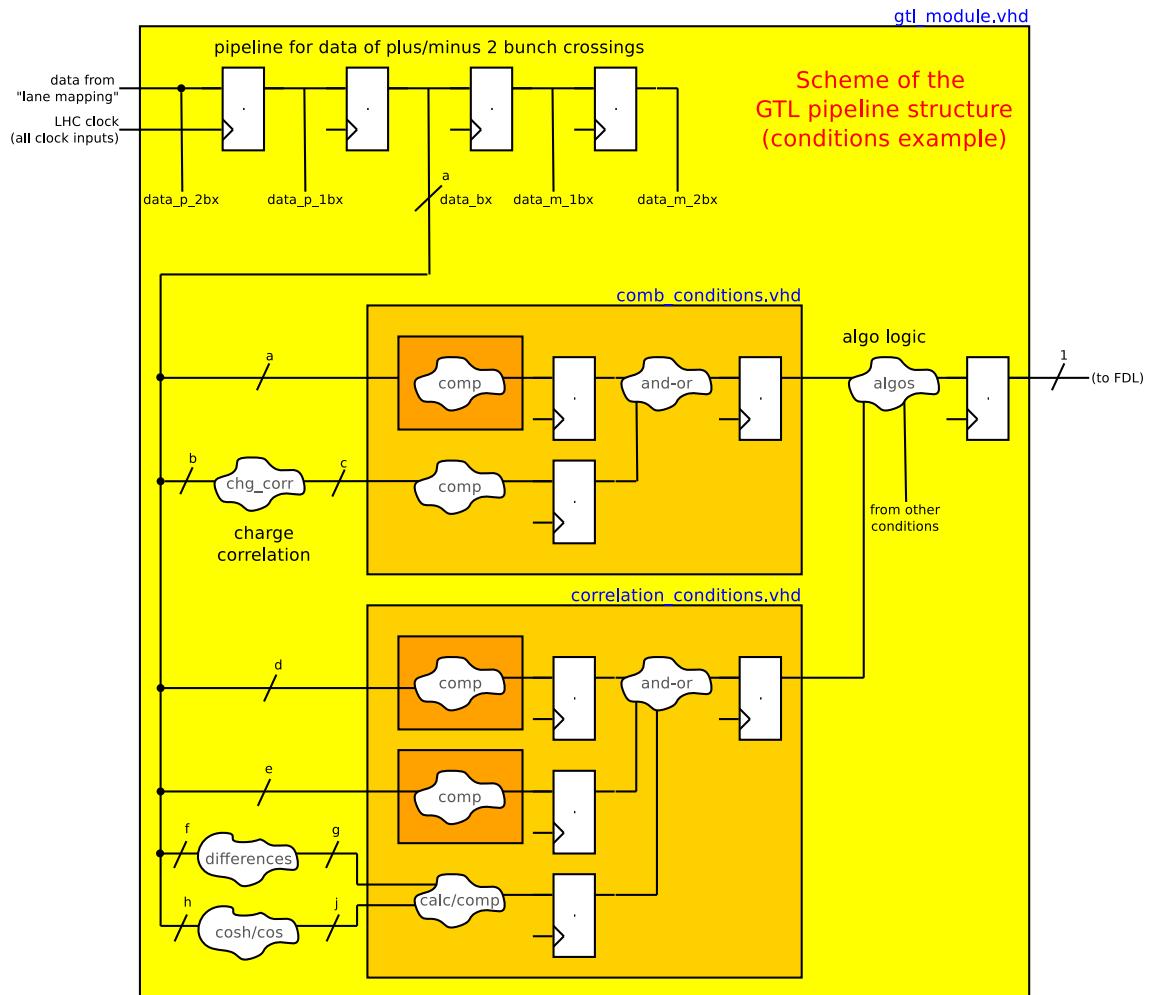 gtl_module.vhd
pipeline for data of plus/minus 2 bunch crossings
data from
"lane mapping"
LHC clock
(all clock inputs)
Scheme of the
GTL pipeline structure
(conditions example)
a
data_p_2bx
data_p_1bx
data_bx
data_m_1bx
data_m_2bx
comb_conditions.vhd
algo logic
a
comp
and-or
algos
1
(to FDL)
b
chg_corr
c
comp
charge
correlation
from other
conditions
correlation_conditions.vhd
d
comp
and-or
e
comp
f
differences
g
calc/comp
h
cosh/cos
j